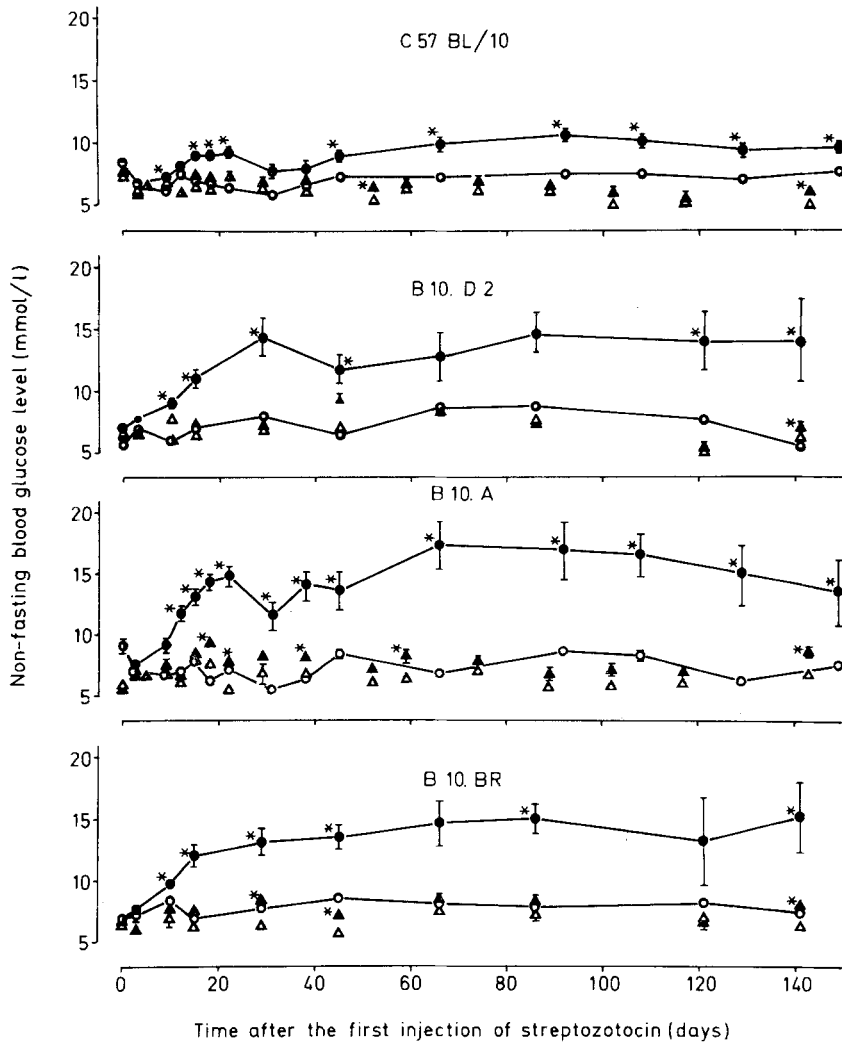 C 57 BL/10
20
15
10
5
B 10. D 2
20
15
10
5
B 10. A
20
15
10
5
B 10. BR
20
15
10
5
0 20 40 60 80 100 120 140
Time after the first injection of streptozotocin (days)
Non-fasting blood glucose level (mmol/l)